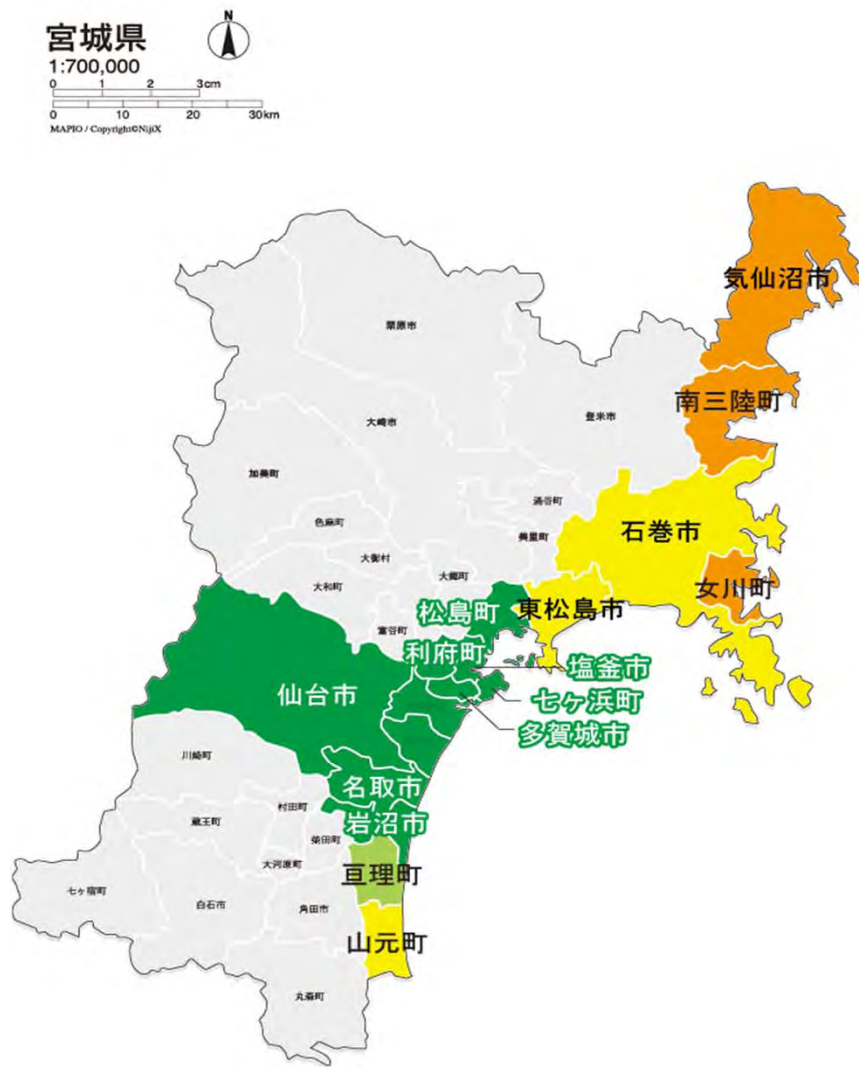 宮城県
N
1:700,000
0 1 2 3cm
0 10 20 30km
MAPIO / Copyright©NijiX
気仙沼市
栗原市
南三陸町
登米市
大崎市
加美町
涌谷町
色麻町
石巻市
美里町
大衡村
大郷町
大和町
女川町
松島町
東松島市
富谷町
利府町
塩釜市
仙台市
七ヶ浜町
多賀城市
川崎町
名取市
村田町
蔵王町
岩沼市
柴田町
大河原町
亘理町
七ヶ宿町
白石市
角田市
山元町
丸森町